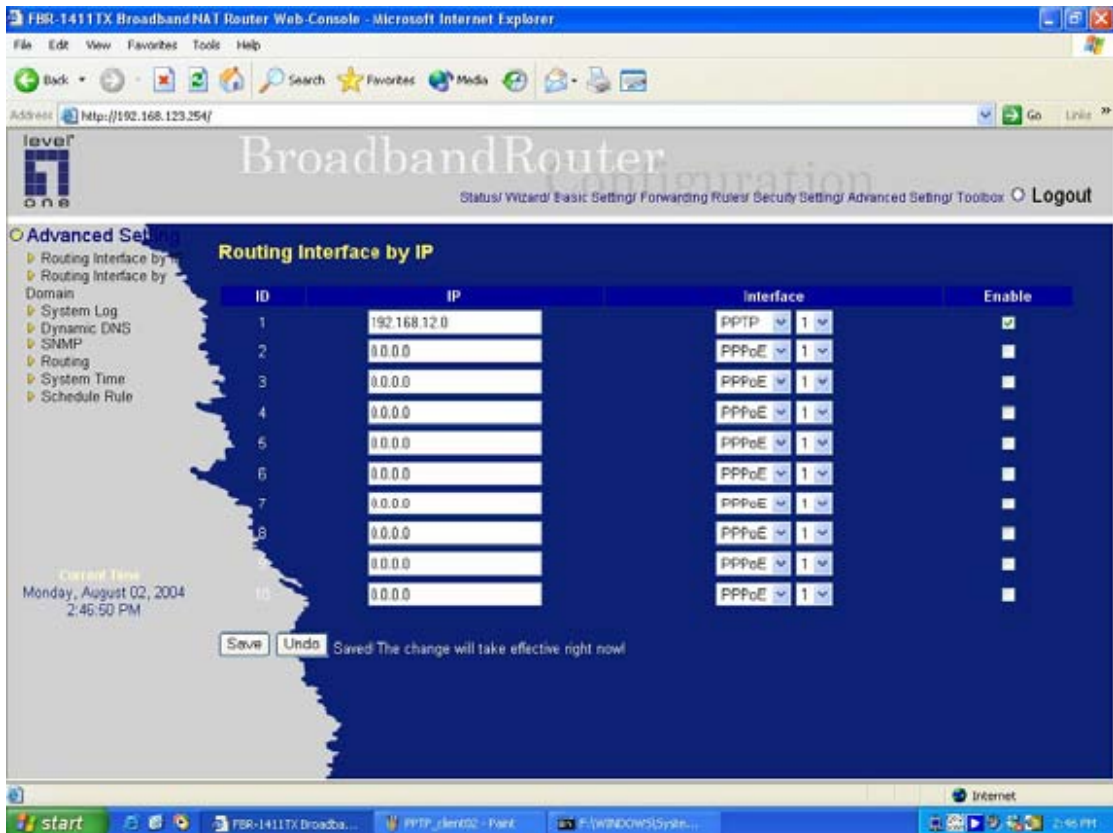 FBR-1411TX Broadband NAT Router Web-Console - Microsoft Internet Explorer
File Edit View Favorites Tools Help
Back Search Favorites Media
Address http://192.168.123.254/ Go Links
level one
BroadbandRouter
Configuration
Status/ Wizard/ Basic Setting/ Forwarding Rules/ Security Setting/ Advanced Setting/ Toolbox Logout
Advanced Setting
Routing Interface by IP
Routing Interface by
Domain
System Log
Dynamic DNS
SNMP
Routing
System Time
Schedule Rule
Current Time
Monday, August 02, 2004
2:46:50 PM
Routing Interface by IP
ID IP Interface Enable
1 192.168.12.0 PPTP 1
2 0.0.0.0 PPPoE 1
3 0.0.0.0 PPPoE 1
4 0.0.0.0 PPPoE 1
5 0.0.0.0 PPPoE 1
6 0.0.0.0 PPPoE 1
7 0.0.0.0 PPPoE 1
8 0.0.0.0 PPPoE 1
9 0.0.0.0 PPPoE 1
10 0.0.0.0 PPPoE 1
Save Undo Saved! The change will take effective right now!
Internet
start FBR-1411TX Broadba... PPTP_client02 - Paint F:\WINDOWS\System... 2:46 PM